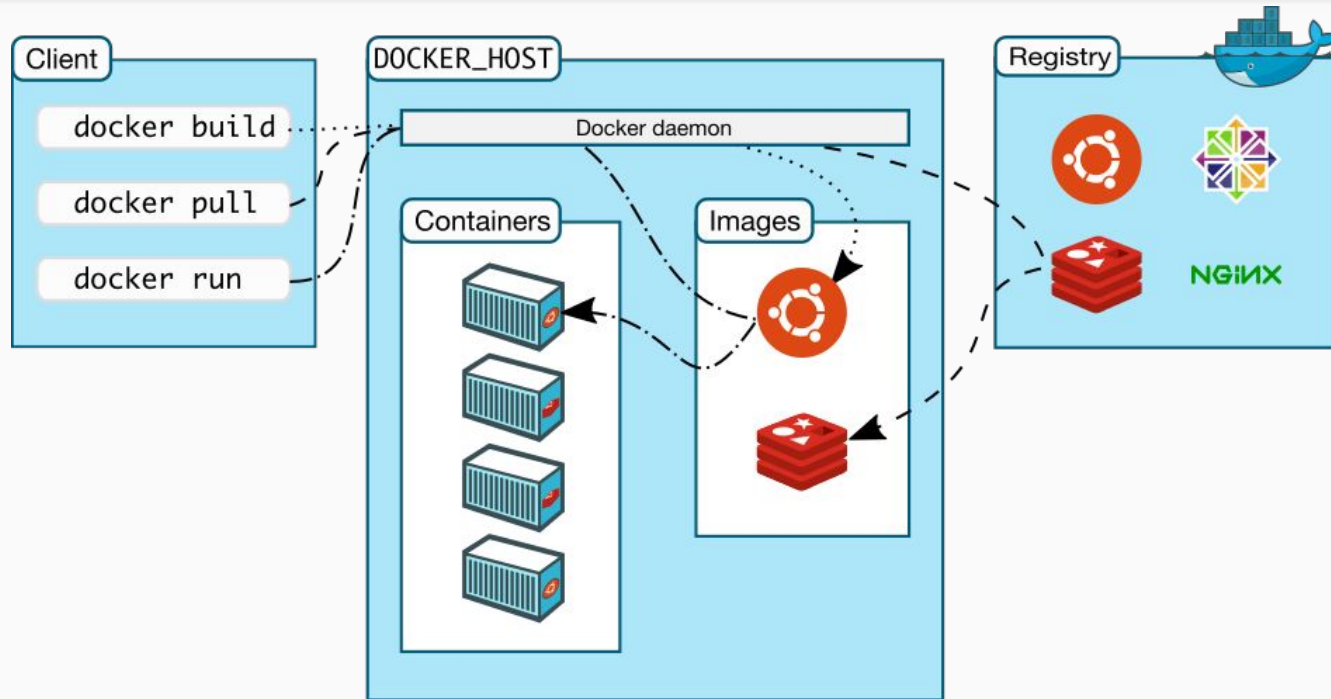 Client
docker build
docker pull
docker run
DOCKER_HOST
Docker daemon
Containers
Images
Registry
NGiNX